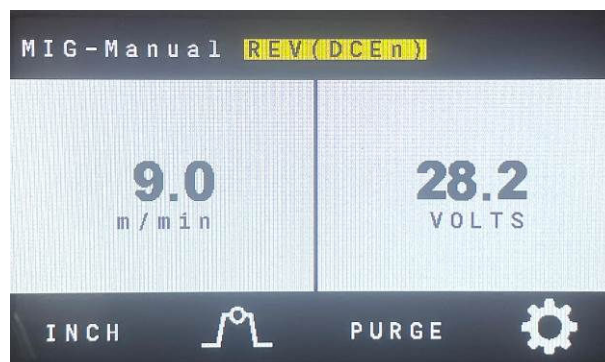 MIG-Manual REV(DCEn)
9.0 28.2
m/min VOLTS
INCH PURGE